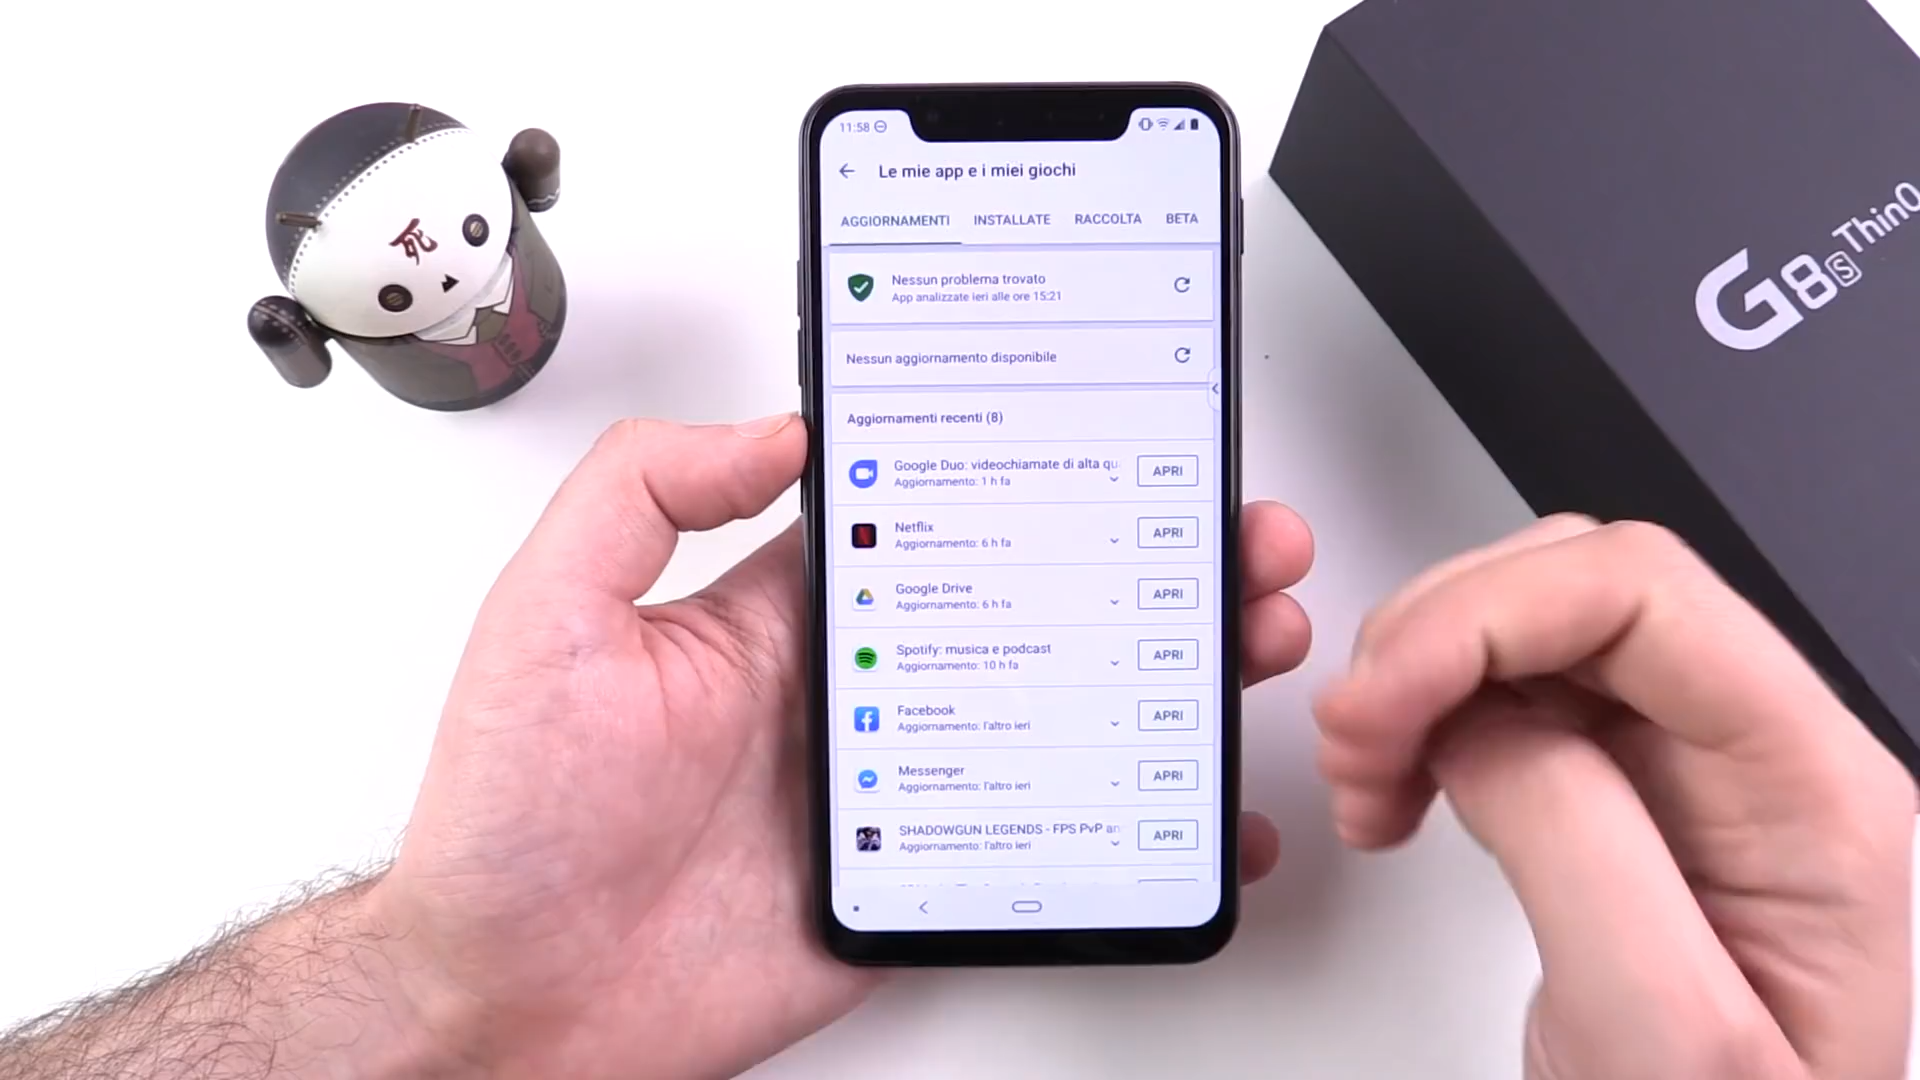 11:58
Le mie app e i miei giochi
AGGIORNAMENTI INSTALLATE RACCOLTA BETA
Nessun problema trovato
App analizzate ieri alle ore 15:21
Nessun aggiornamento disponibile
Aggiornamenti recenti (8)
Google Duo: videochiamate di alta qu
Aggiornamento: 1 h fa
APRI
Netflix
Aggiornamento: 6 h fa
APRI
Google Drive
Aggiornamento: 6 h fa
APRI
Spotify: musica e podcast
Aggiornamento: 10 h fa
APRI
Facebook
Aggiornamento: l'altro ieri
APRI
Messenger
Aggiornamento: l'altro ieri
APRI
SHADOWGUN LEGENDS - FPS PvP an
Aggiornamento: l'altro ieri
APRI
死
G8s ThinQ